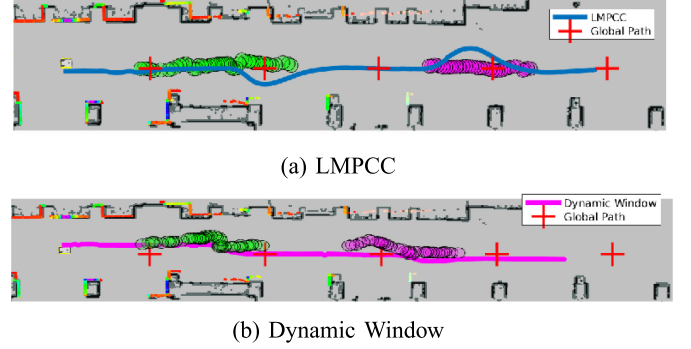 LMPCC
Global Path
(a) LMPCC
Dynamic Window
Global Path
(b) Dynamic Window